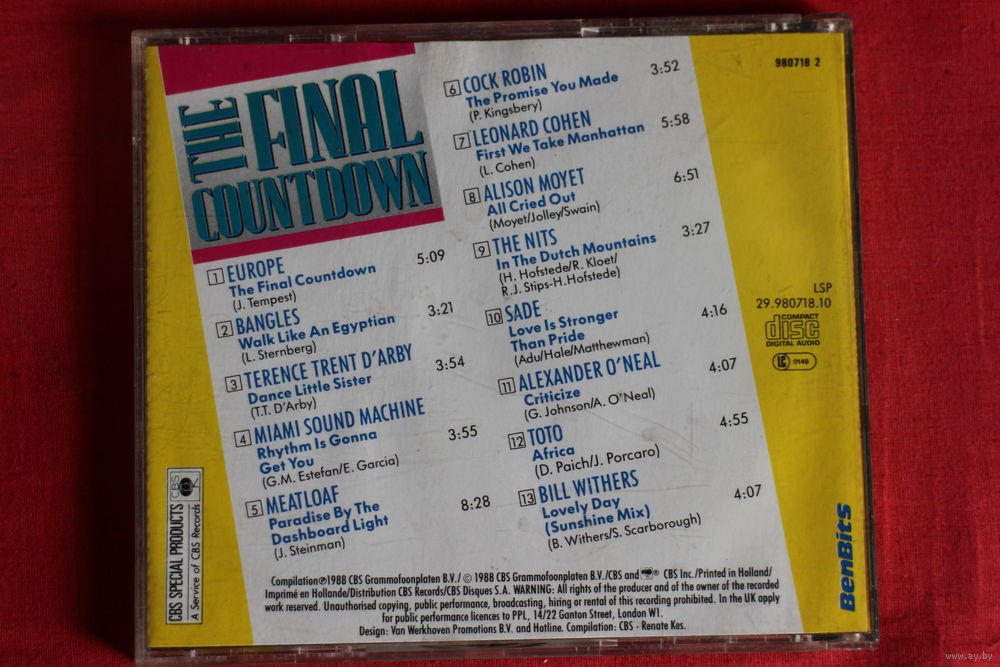 THE
FINAL
COUNTDOWN
1 EUROPE 5:09
The Final Countdown
(J. Tempest)
2 BANGLES 3:21
Walk Like An Egyptian
(L. Sternberg)
3 TERENCE TRENT D'ARBY 3:54
Dance Little Sister
(T.T. D'Arby)
4 MIAMI SOUND MACHINE 3:55
Rhythm Is Gonna
Get You
(G.M. Estefan/E. Garcia)
5 MEATLOAF 8:28
Paradise By The
Dashboard Light
(J. Steinman)
6 COCK ROBIN 3:52
The Promise You Made
(P. Kingsbery)
7 LEONARD COHEN 5:58
First We Take Manhattan
(L. Cohen)
8 ALISON MOYET 6:51
All Cried Out
(Moyet/Jolley/Swain)
9 THE NITS 3:27
In The Dutch Mountains
(H. Hofstede/R. Kloet/
R.J. Stips-H.Hofstede)
10 SADE 4:16
Love Is Stronger
Than Pride
(Adu/Hale/Matthewman)
11 ALEXANDER O'NEAL 4:07
Criticize
(G. Johnson/A. O'Neal)
12 TOTO 4:55
Africa
(D. Paich/J. Porcaro)
13 BILL WITHERS 4:07
Lovely Day
(Sunshine Mix)
(B. Withers/S. Scarborough)
980718 2
LSP
29.980718.10
COMPACT
disc
DIGITAL AUDIO
LC 0149
BenBits
CBS SPECIAL PRODUCTS
A Service of CBS Records
CBS
Compilation ℗ 1988 CBS Grammofoonplaten B.V./ © 1988 CBS Grammofoonplaten B.V./CBS and ® CBS Inc./Printed in Holland/
Imprimé en Hollande/Distribution CBS Records/CBS Disques S.A. WARNING: All rights of the producer and of the owner of the recorded
work reserved. Unauthorised copying, public performance, broadcasting, hiring or rental of this recording prohibited. In the UK apply
for public performance licences to PPL, 14/22 Ganton Street, London W1.
Design: Van Werkhoven Promotions B.V. and Hotline. Compilation: CBS - Renate Kes.
www.ay.by